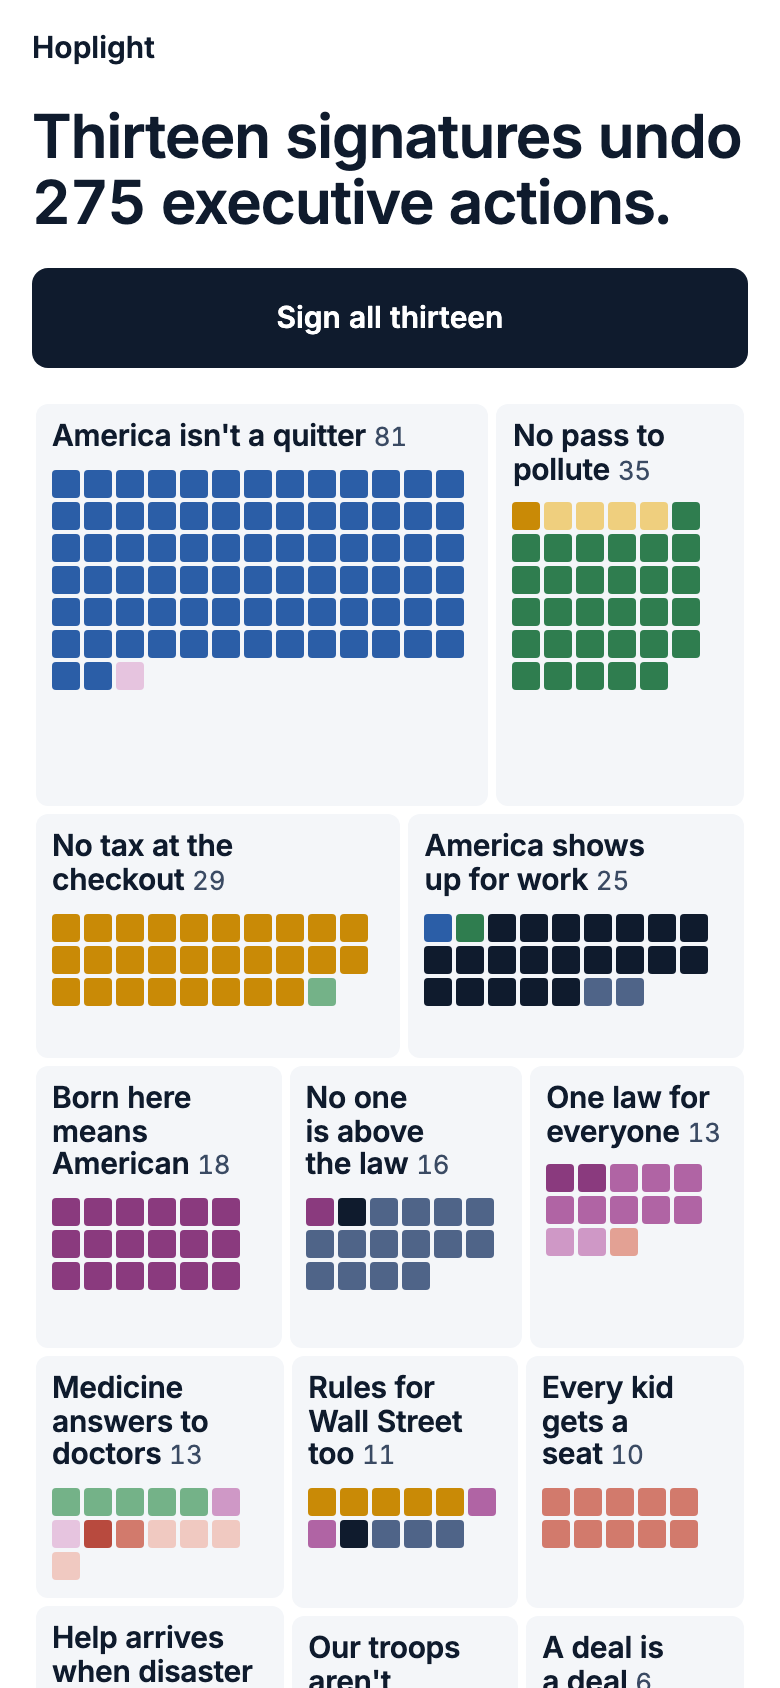 Hoplight
Thirteen signatures undo
275 executive actions.
Sign all thirteen
America isn't a quitter 81
No pass to
pollute 35
No tax at the
checkout 29
America shows
up for work 25
Born here
means
American 18
No one
is above
the law 16
One law for
everyone 13
Medicine
answers to
doctors 13
Rules for
Wall Street
too 11
Every kid
gets a
seat 10
Help arrives
when disaster
Our troops
aren't
A deal is
a deal 6